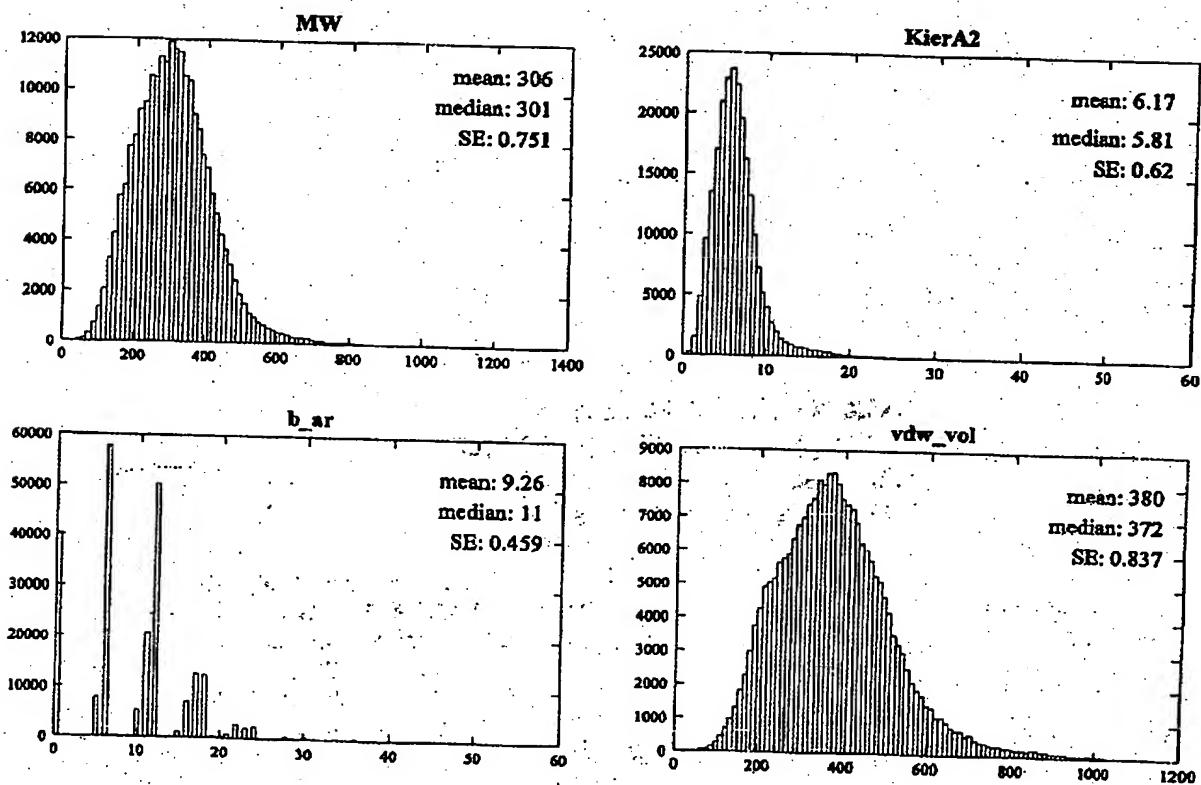 MW
12000
10000
8000
6000
4000
2000
0
0 200 400 600 800 1000 1200 1400
mean: 306
median: 301
SE: 0.751
KierA2
25000
20000
15000
10000
5000
0
0 10 20 30 40 50 60
mean: 6.17
median: 5.81
SE: 0.62
b_ar
60000
50000
40000
30000
20000
10000
0
0 10 20 30 40 50 60
mean: 9.26
median: 11
SE: 0.459
vdw_vol
9000
8000
7000
6000
5000
4000
3000
2000
1000
0
0 200 400 600 800 1000 1200
mean: 380
median: 372
SE: 0.837